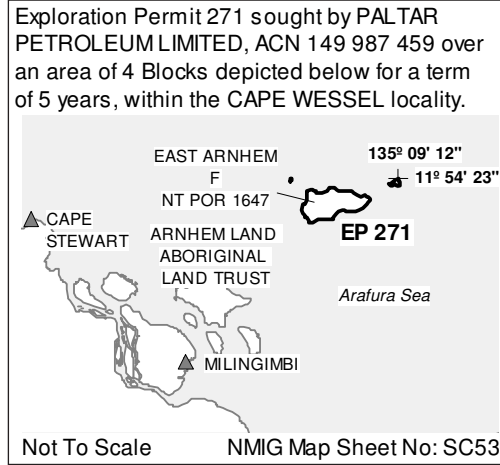 Exploration Permit 271 sought by PALTAR
PETROLEUM LIMITED, ACN 149 987 459 over
an area of 4 Blocks depicted below for a term
of 5 years, within the CAPE WESSEL locality.
EAST ARNHEM
F
NT POR 1647
135º 09' 12"
11º 54' 23"
EP 271
CAPE
STEWART
ARNHEM LAND
ABORIGINAL
LAND TRUST
Arafura Sea
MILINGIMBI
Not To Scale NMIG Map Sheet No: SC53